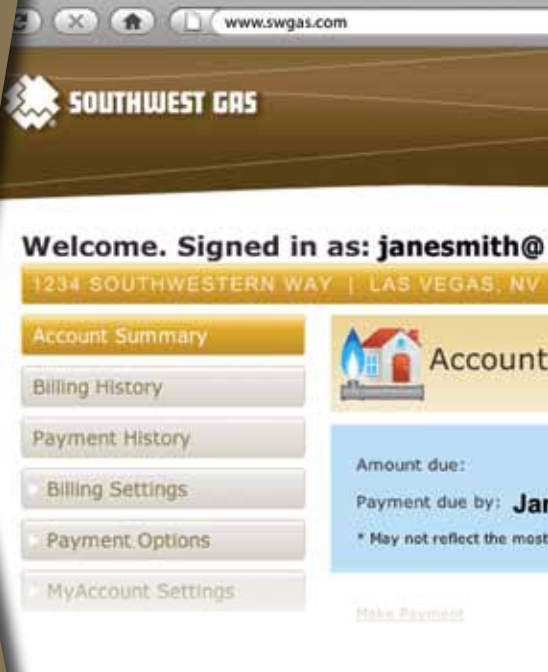 www.swgas.com
SOUTHWEST GAS
Welcome. Signed in as: janesmith@
1234 SOUTHWESTERN WAY | LAS VEGAS, NV
Account Summary
Billing History
Payment History
Billing Settings
Payment Options
MyAccount Settings
Account
Amount due:
Payment due by: Jan
* May not reflect the most
Make Payment